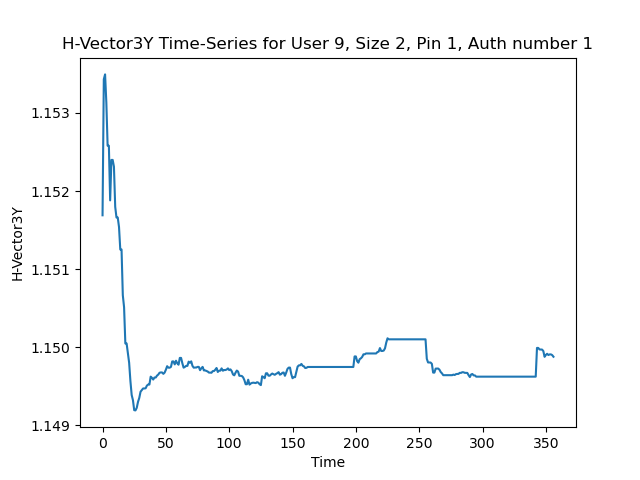 H-Vector3Y Time-Series for User 9, Size 2, Pin 1, Auth number 1
1.153
1.152
1.151
1.150
1.149
H-Vector3Y
0 50 100 150 200 250 300 350
Time